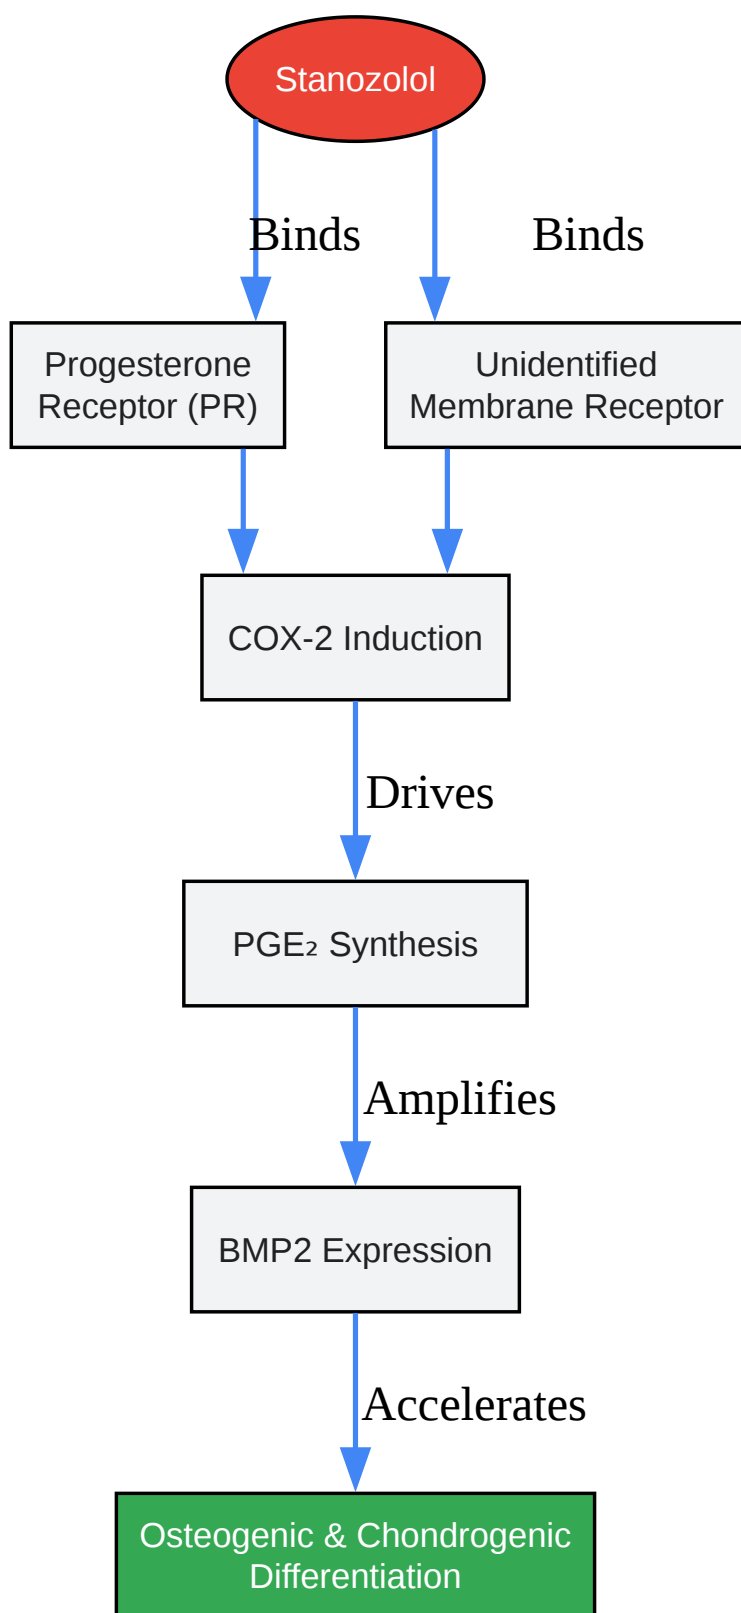 Stanozolol
Binds
Binds
Progesterone
Receptor (PR)
Unidentified
Membrane Receptor
COX-2 Induction
Drives
PGE₂ Synthesis
Amplifies
BMP2 Expression
Accelerates
Osteogenic & Chondrogenic
Differentiation